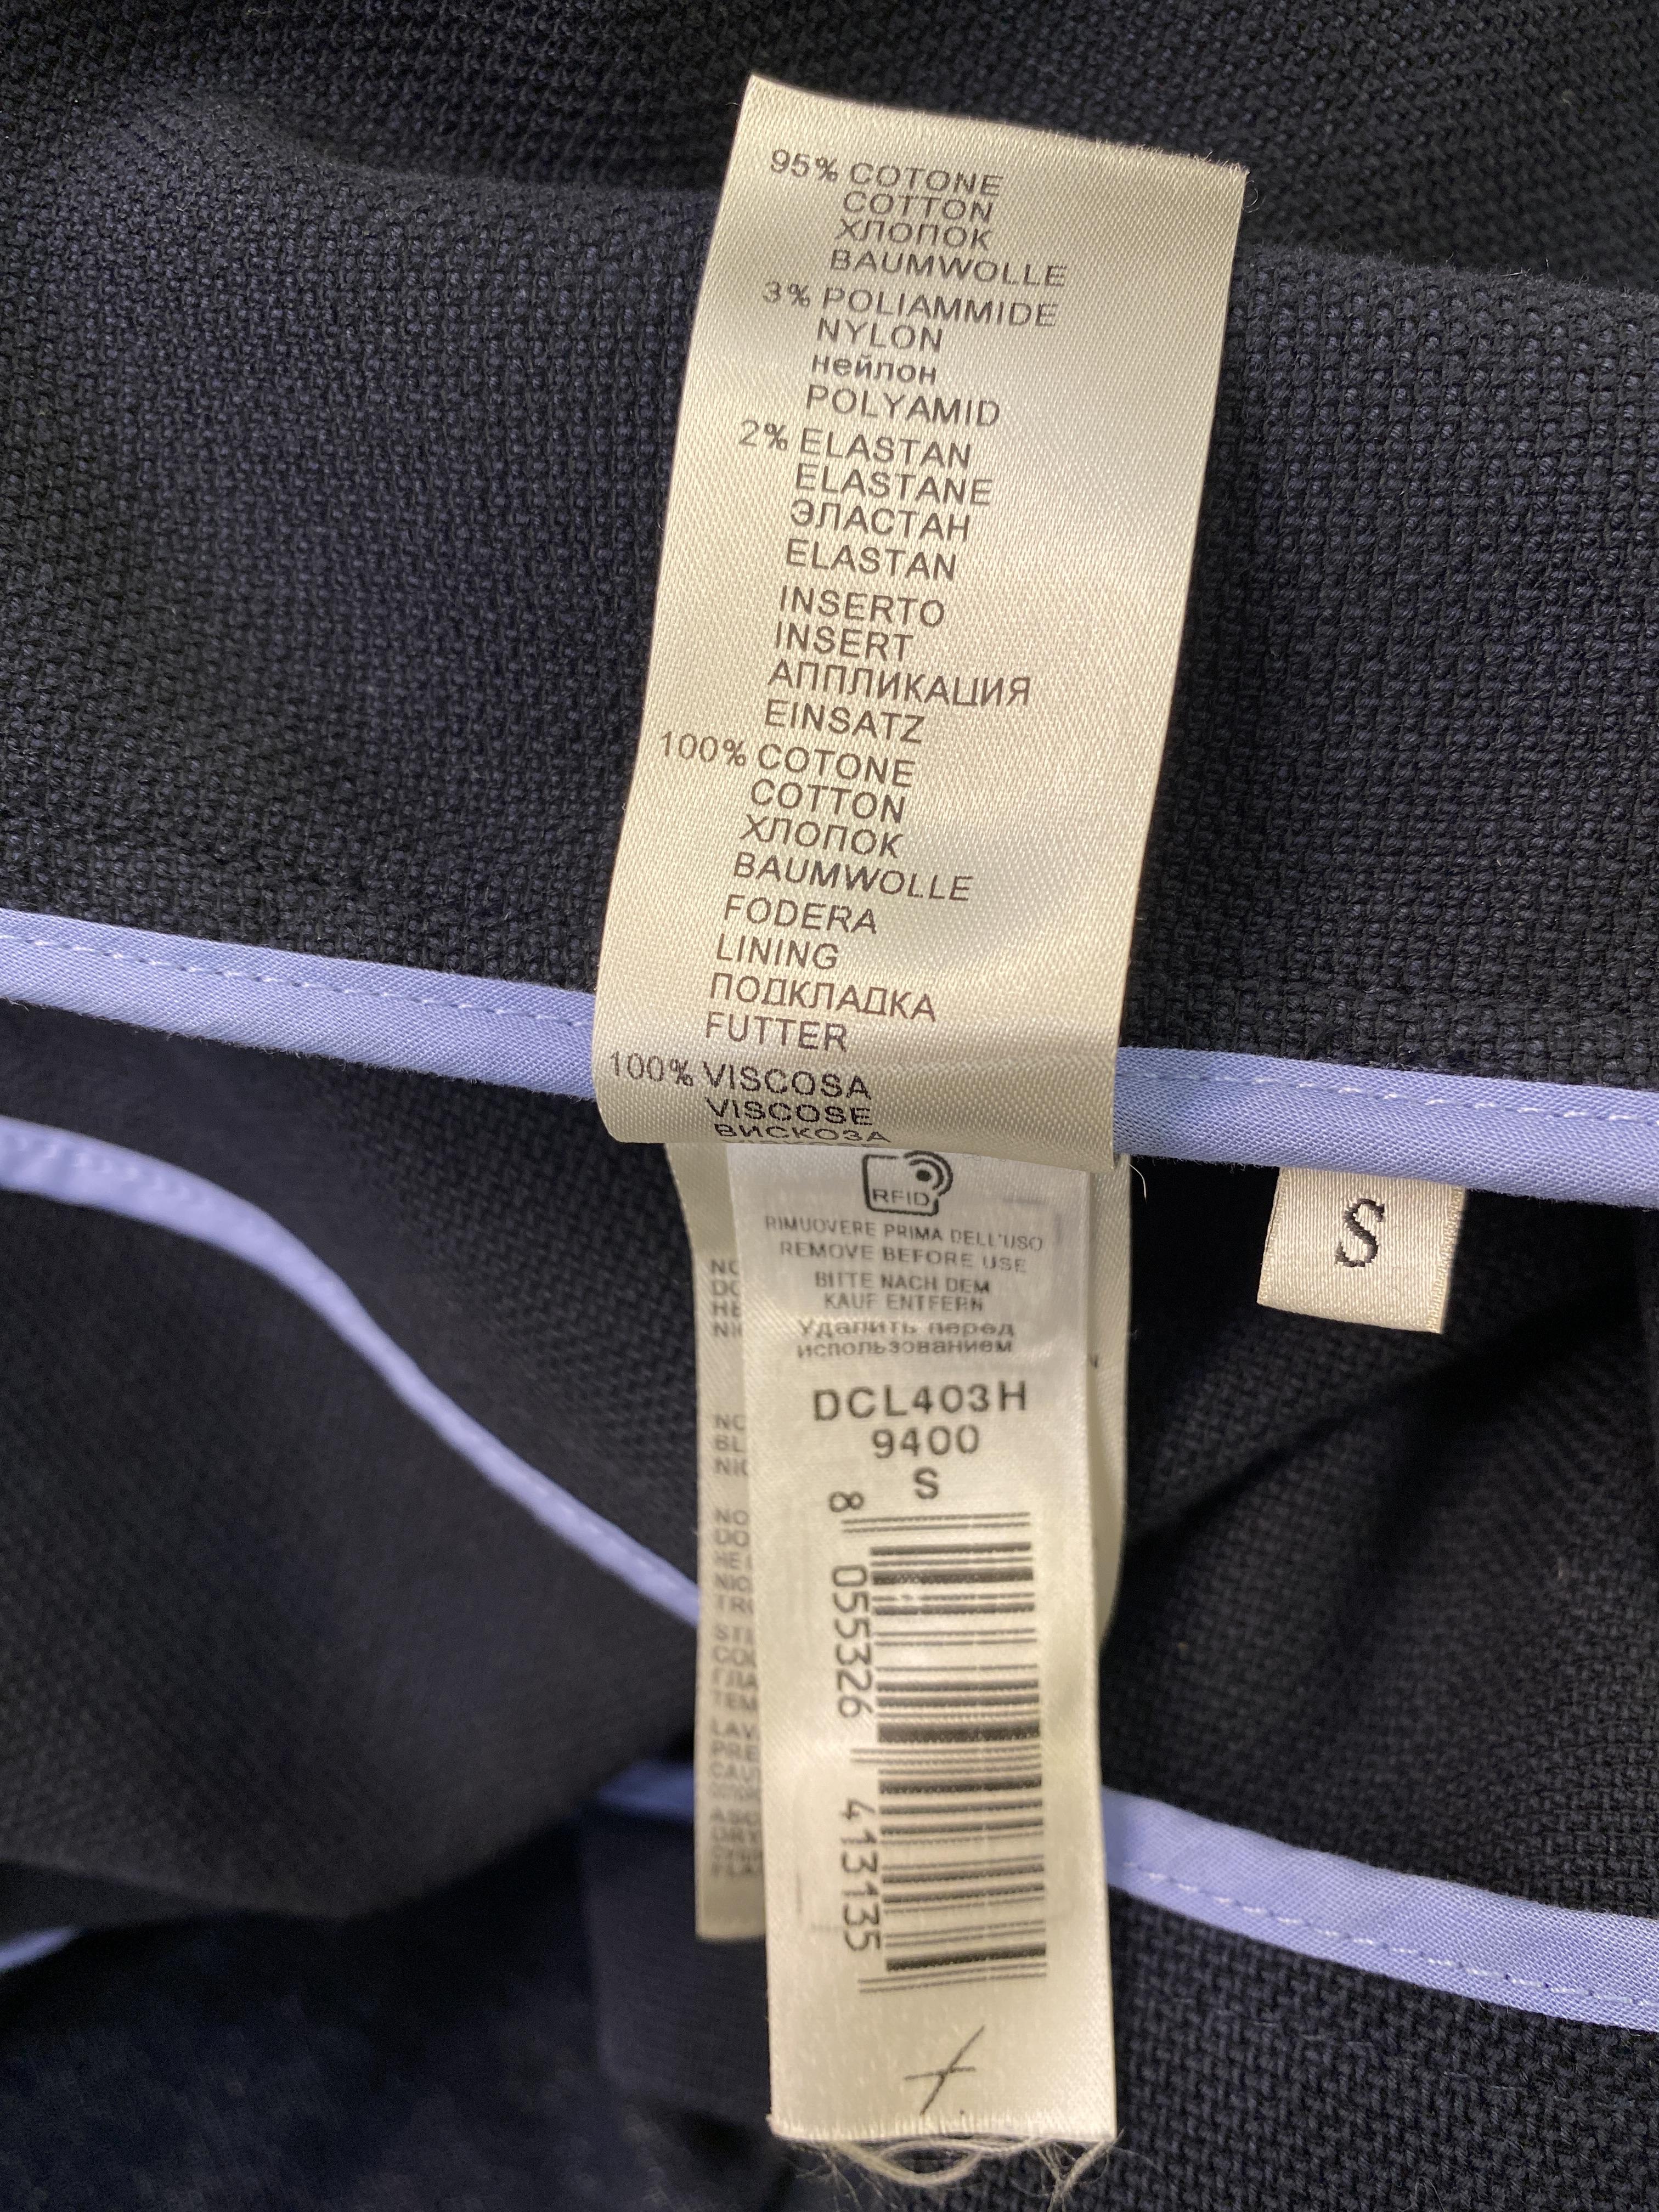 95% COTONE
COTTON
ХЛОПОК
BAUMWOLLE
3% POLIAMMIDE
NYLON
нейлон
POLYAMID
2% ELASTAN
ELASTANE
ЭЛАСТАН
ELASTAN
INSERTO
INSERT
АППЛИКАЦИЯ
EINSATZ
100% COTONE
COTTON
ХЛОПОК
BAUMWOLLE
FODERA
LINING
ПОДКЛАДКА
FUTTER
100% VISCOSA
VISCOSE
ВИСКОЗА
RFID
RIMUOVERE PRIMA DELL'USO
REMOVE BEFORE USE
BITTE NACH DEM
KAUF ENTFERN
Удалить перед
использованием
DCL403H
9400
S
8 055326 413135
S